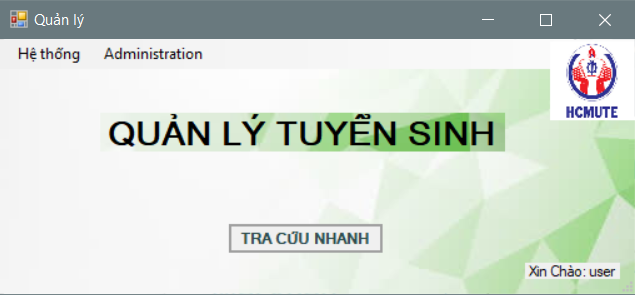 Quản lý
Hệ thống Administration
HCMUTE
QUẢN LÝ TUYỂN SINH
TRA CỨU NHANH
Xin Chào: user